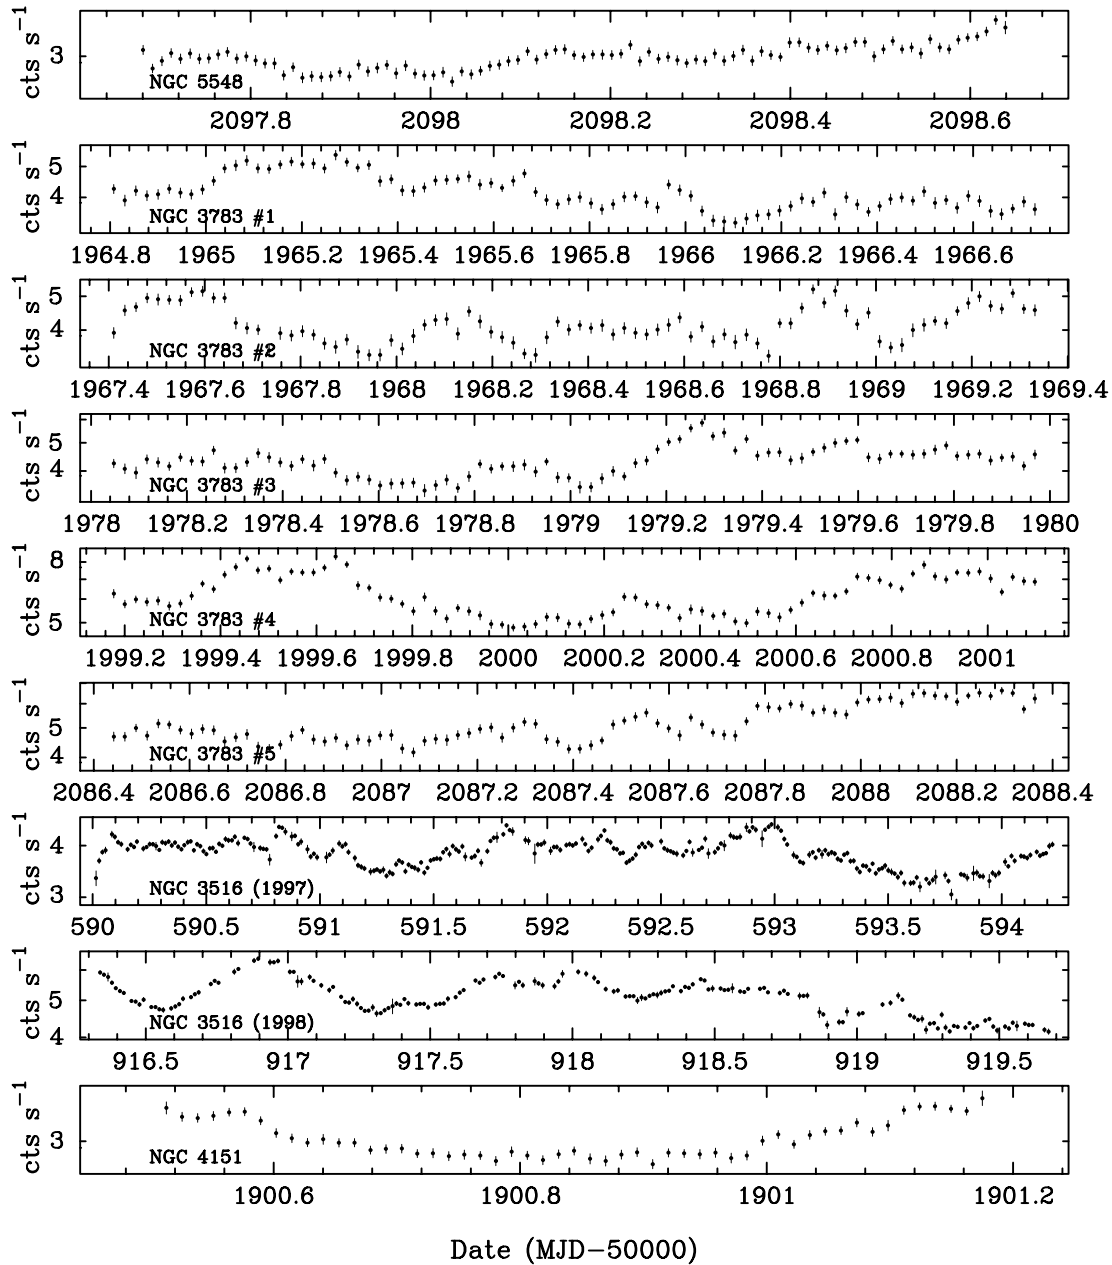 cts s−1
3
NGC 5548
2097.8 2098 2098.2 2098.4 2098.6
cts s−1
5
4
NGC 3783 #1
1964.8 1965 1965.2 1965.4 1965.6 1965.8 1966 1966.2 1966.4 1966.6
cts s−1
5
4
NGC 3783 #2
1967.4 1967.6 1967.8 1968 1968.2 1968.4 1968.6 1968.8 1969 1969.2 1969.4
cts s−1
5
4
NGC 3783 #3
1978 1978.2 1978.4 1978.6 1978.8 1979 1979.2 1979.4 1979.6 1979.8 1980
cts s−1
8
5
NGC 3783 #4
1999.2 1999.4 1999.6 1999.8 2000 2000.2 2000.4 2000.6 2000.8 2001
cts s−1
5
4
NGC 3783 #5
2086.4 2086.6 2086.8 2087 2087.2 2087.4 2087.6 2087.8 2088 2088.2 2088.4
cts s−1
4
3
NGC 3516 (1997)
590 590.5 591 591.5 592 592.5 593 593.5 594
cts s−1
5
4
NGC 3516 (1998)
916.5 917 917.5 918 918.5 919 919.5
cts s−1
3
NGC 4151
1900.6 1900.8 1901 1901.2
Date (MJD−50000)